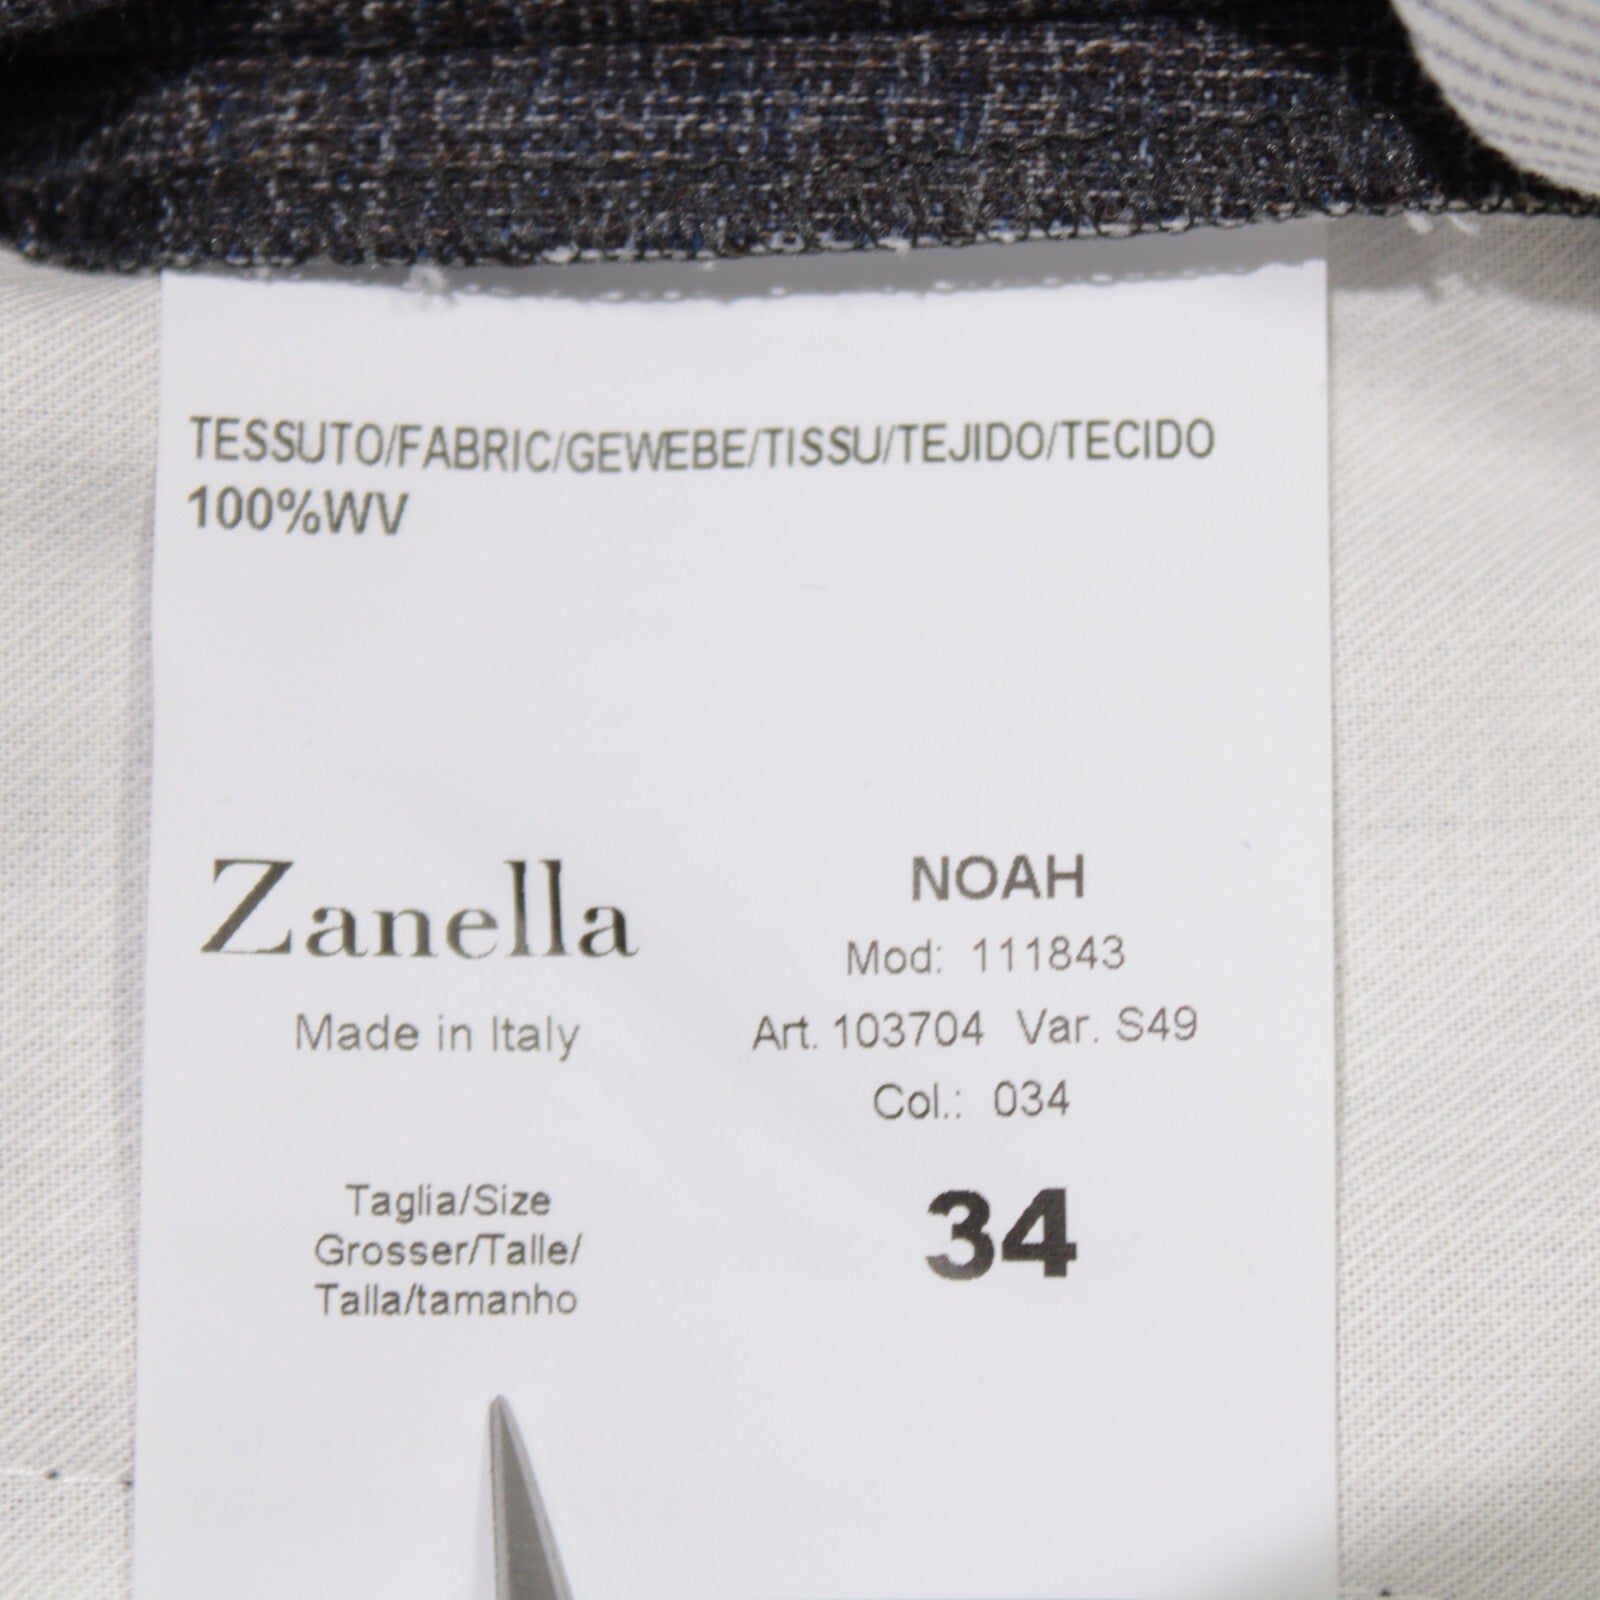 TESSUTO/FABRIC/GEWEBE/TISSU/TEJIDO/TECIDO
100%WV
Zanella
Made in Italy
NOAH
Mod: 111843
Art. 103704 Var. S49
Col.: 034
Taglia/Size
Grosser/Talle/
Talla/tamanho
34